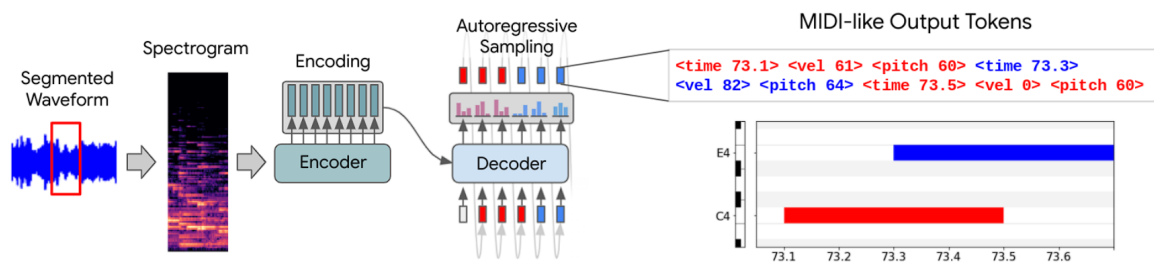 MIDI-like Output Tokens
Autoregressive
Sampling
Spectrogram
Encoding
Segmented
Waveform
<time 73.1> <vel 61> <pitch 60> <time 73.3>
<vel 82> <pitch 64> <time 73.5> <vel 0> <pitch 60>
Encoder
Decoder
E4
C4
73.1 73.2 73.3 73.4 73.5 73.6